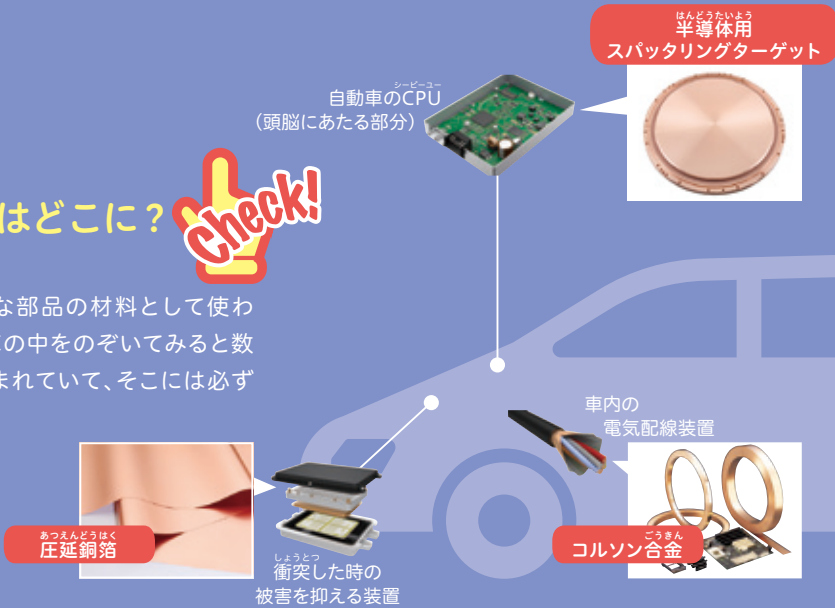 半導体用
スパッタリングターゲット
自動車のCPU
(頭脳にあたる部分)
はどこに?
Check!
な部品の材料として使わ
の中をのぞいてみると数
まれていて、そこには必ず
車内の
電気配線装置
圧延銅箔
コルソン合金
衝突した時の
被害を抑える装置